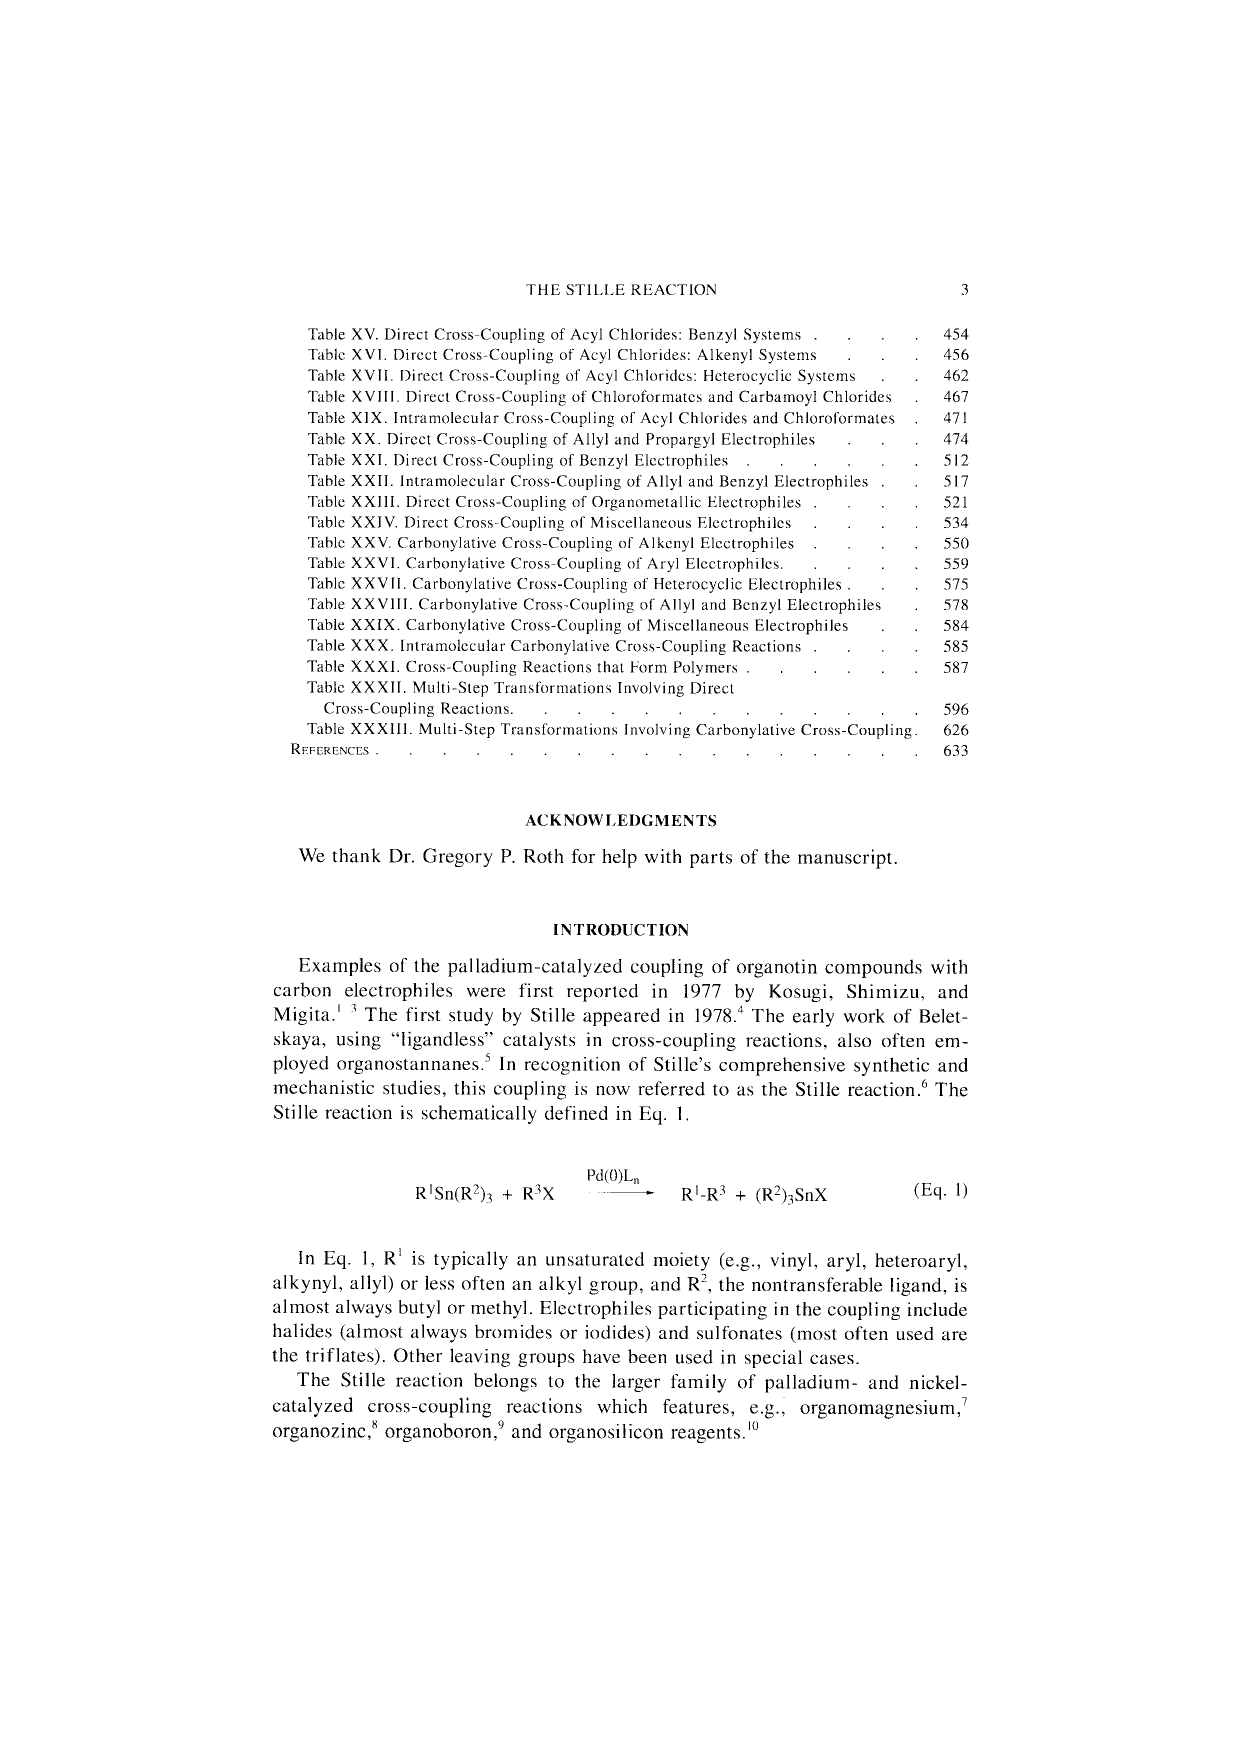 THE STILLE REACTION 3
Table XV. Direct Cross-Coupling of Acyl Chlorides: Benzyl Systems . . . . 454
Table XVI. Direct Cross-Coupling of Acyl Chlorides: Alkenyl Systems . . . 456
Table XVII. Direct Cross-Coupling of Acyl Chlorides: Heterocyclic Systems . . 462
Table XVIII. Direct Cross-Coupling of Chloroformates and Carbamoyl Chlorides . 467
Table XIX. Intramolecular Cross-Coupling of Acyl Chlorides and Chloroformates . 471
Table XX. Direct Cross-Coupling of Allyl and Propargyl Electrophiles . . . 474
Table XXI. Direct Cross-Coupling of Benzyl Electrophiles . . . . . . 512
Table XXII. Intramolecular Cross-Coupling of Allyl and Benzyl Electrophiles . . 517
Table XXIII. Direct Cross-Coupling of Organometallic Electrophiles . . . . 521
Table XXIV. Direct Cross-Coupling of Miscellaneous Electrophiles . . . . 534
Table XXV. Carbonylative Cross-Coupling of Alkenyl Electrophiles . . . . 550
Table XXVI. Carbonylative Cross-Coupling of Aryl Electrophiles. . . . . 559
Table XXVII. Carbonylative Cross-Coupling of Heterocyclic Electrophiles . . . 575
Table XXVIII. Carbonylative Cross-Coupling of Allyl and Benzyl Electrophiles . 578
Table XXIX. Carbonylative Cross-Coupling of Miscellaneous Electrophiles . . 584
Table XXX. Intramolecular Carbonylative Cross-Coupling Reactions . . . . 585
Table XXXI. Cross-Coupling Reactions that Form Polymers . . . . . . 587
Table XXXII. Multi-Step Transformations Involving Direct
Cross-Coupling Reactions. . . . . . . . . . . . . 596
Table XXXIII. Multi-Step Transformations Involving Carbonylative Cross-Coupling. 626
REFERENCES . . . . . . . . . . . . . . . . . 633
ACKNOWLEDGMENTS
We thank Dr. Gregory P. Roth for help with parts of the manuscript.
INTRODUCTION
Examples of the palladium-catalyzed coupling of organotin compounds with
carbon electrophiles were first reported in 1977 by Kosugi, Shimizu, and
Migita.¹ ³ The first study by Stille appeared in 1978.⁴ The early work of Belet-
skaya, using “ligandless” catalysts in cross-coupling reactions, also often em-
ployed organostannanes.⁵ In recognition of Stille’s comprehensive synthetic and
mechanistic studies, this coupling is now referred to as the Stille reaction.⁶ The
Stille reaction is schematically defined in Eq. 1.
Pd(0)Lₙ
R¹Sn(R²)₃ + R³X → R¹-R³ + (R²)₃SnX (Eq. 1)
In Eq. 1, R¹ is typically an unsaturated moiety (e.g., vinyl, aryl, heteroaryl,
alkynyl, allyl) or less often an alkyl group, and R², the nontransferable ligand, is
almost always butyl or methyl. Electrophiles participating in the coupling include
halides (almost always bromides or iodides) and sulfonates (most often used are
the triflates). Other leaving groups have been used in special cases.
The Stille reaction belongs to the larger family of palladium- and nickel-
catalyzed cross-coupling reactions which features, e.g., organomagnesium,⁷
organozinc,⁸ organoboron,⁹ and organosilicon reagents.¹⁰